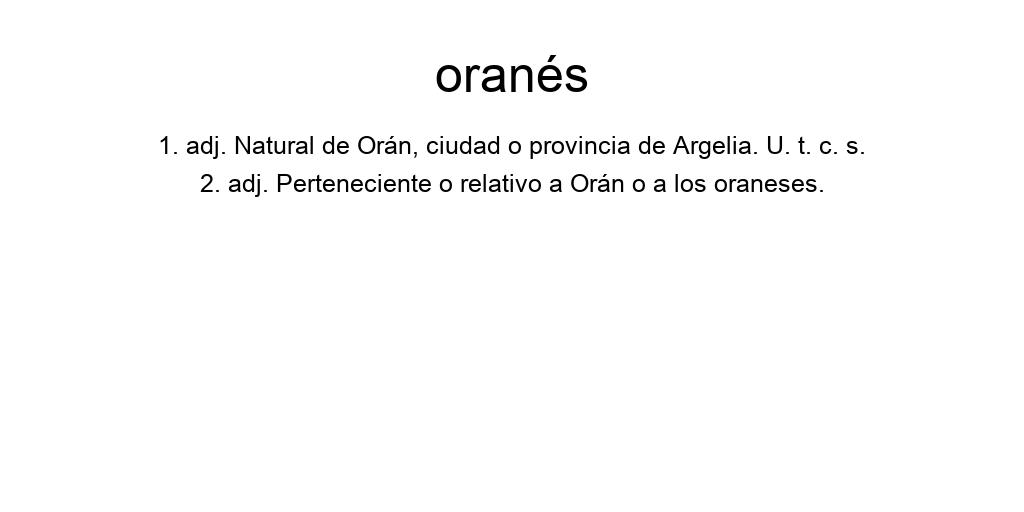 oranés
1. adj. Natural de Orán, ciudad o provincia de Argelia. U. t. c. s.
2. adj. Perteneciente o relativo a Orán o a los oraneses.